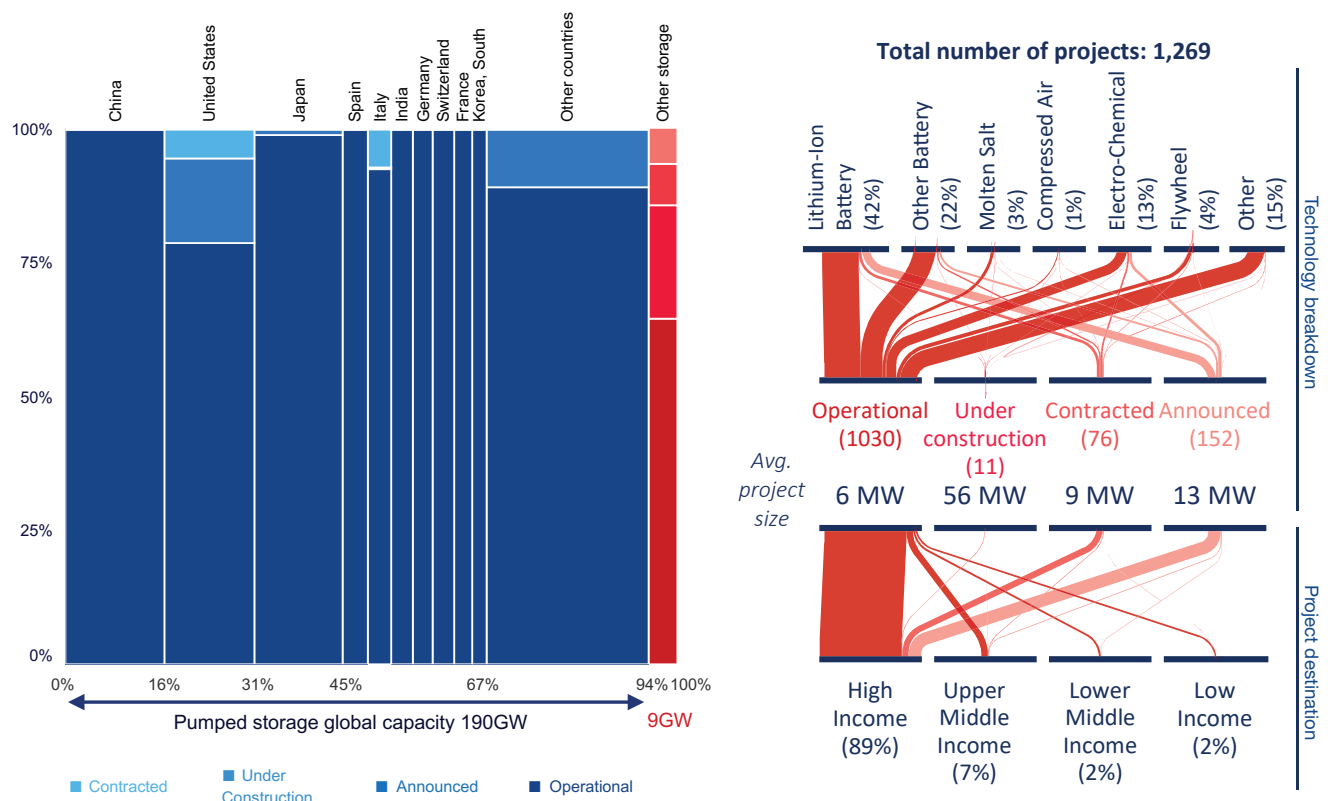 China
United States
Japan
Spain
Italy
India
Germany
Switzerland
France
Korea, South
Other countries
Other storage
100%
75%
50%
25%
0%
0%
16%
31%
45%
67%
94%
100%
Pumped storage global capacity 190GW
9GW
Contracted
Under
Construction
Announced
Operational
Total number of projects: 1,269
Lithium-Ion
Battery
(42%)
Other Battery
(22%)
Molten Salt
(3%)
Compressed Air
(1%)
Electro-Chemical
(13%)
Flywheel
(4%)
Other
(15%)
Technology breakdown
Operational
(1030)
Under
construction
(11)
Contracted
(76)
Announced
(152)
Avg.
project
size
6 MW
56 MW
9 MW
13 MW
Project destination
High
Income
(89%)
Upper
Middle
Income
(7%)
Lower
Middle
Income
(2%)
Low
Income
(2%)